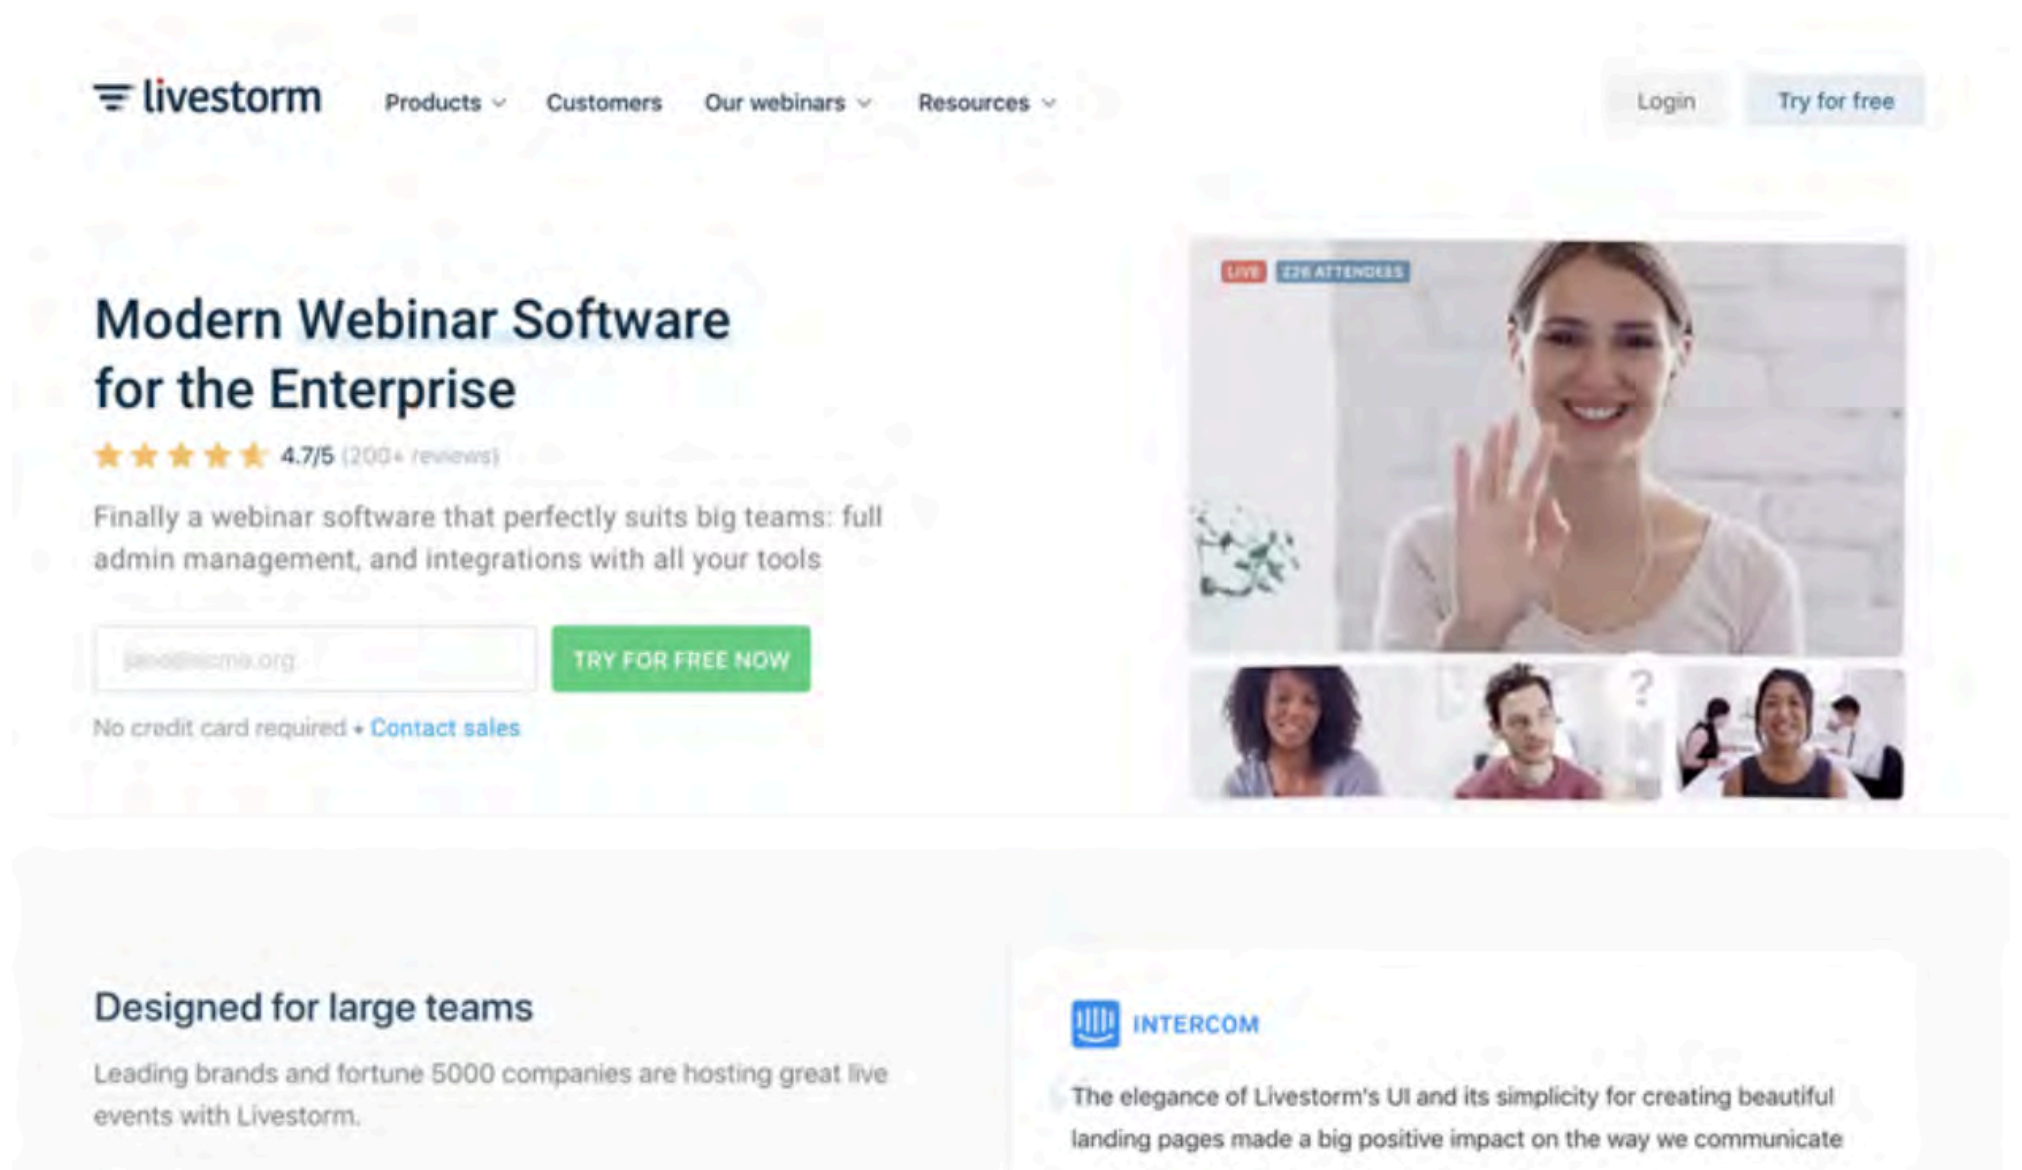 livestorm
Products
Customers
Our webinars
Resources
Login
Try for free
Modern Webinar Software
for the Enterprise
4.7/5 (200+ reviews)
Finally a webinar software that perfectly suits big teams: full
admin management, and integrations with all your tools
TRY FOR FREE NOW
No credit card required • Contact sales
LIVE
226 ATTENDEES
?
Designed for large teams
Leading brands and fortune 5000 companies are hosting great live
events with Livestorm.
INTERCOM
The elegance of Livestorm's UI and its simplicity for creating beautiful
landing pages made a big positive impact on the way we communicate